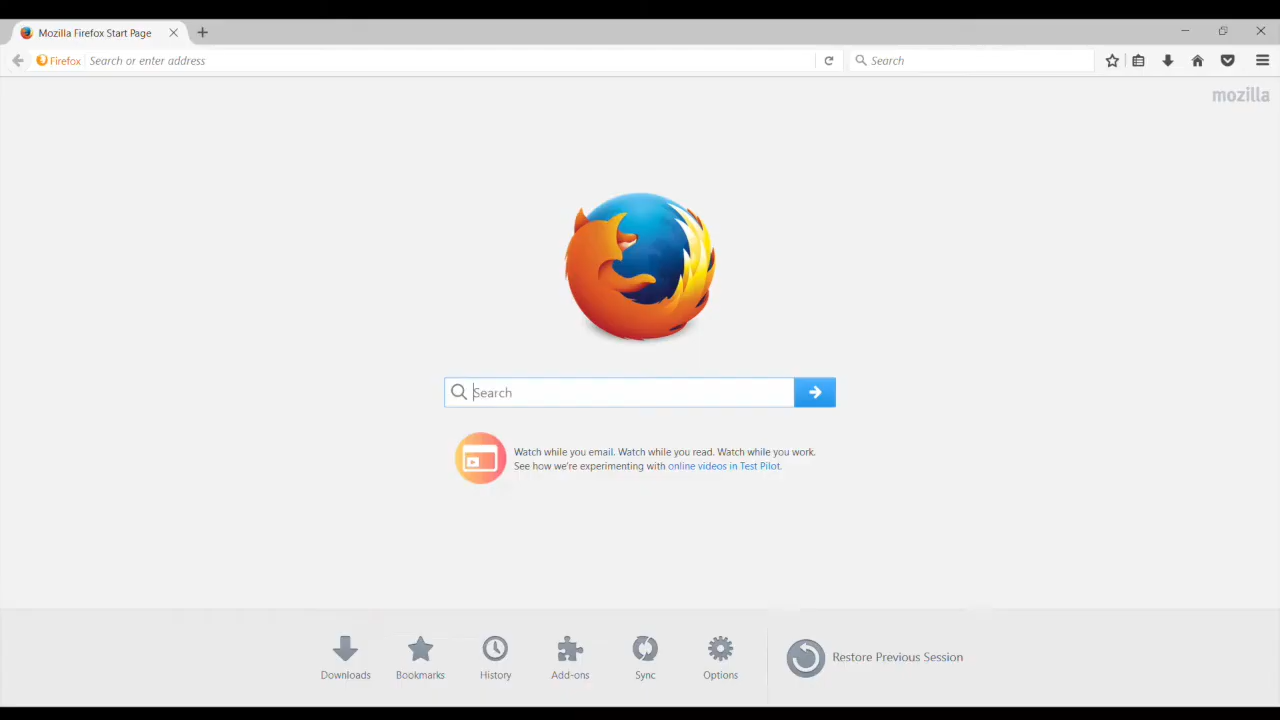 Mozilla Firefox Start Page
Firefox Search or enter address
Search
mozilla
Search
Watch while you email. Watch while you read. Watch while you work.
See how we're experimenting with online videos in Test Pilot.
Downloads
Bookmarks
History
Add-ons
Sync
Options
Restore Previous Session